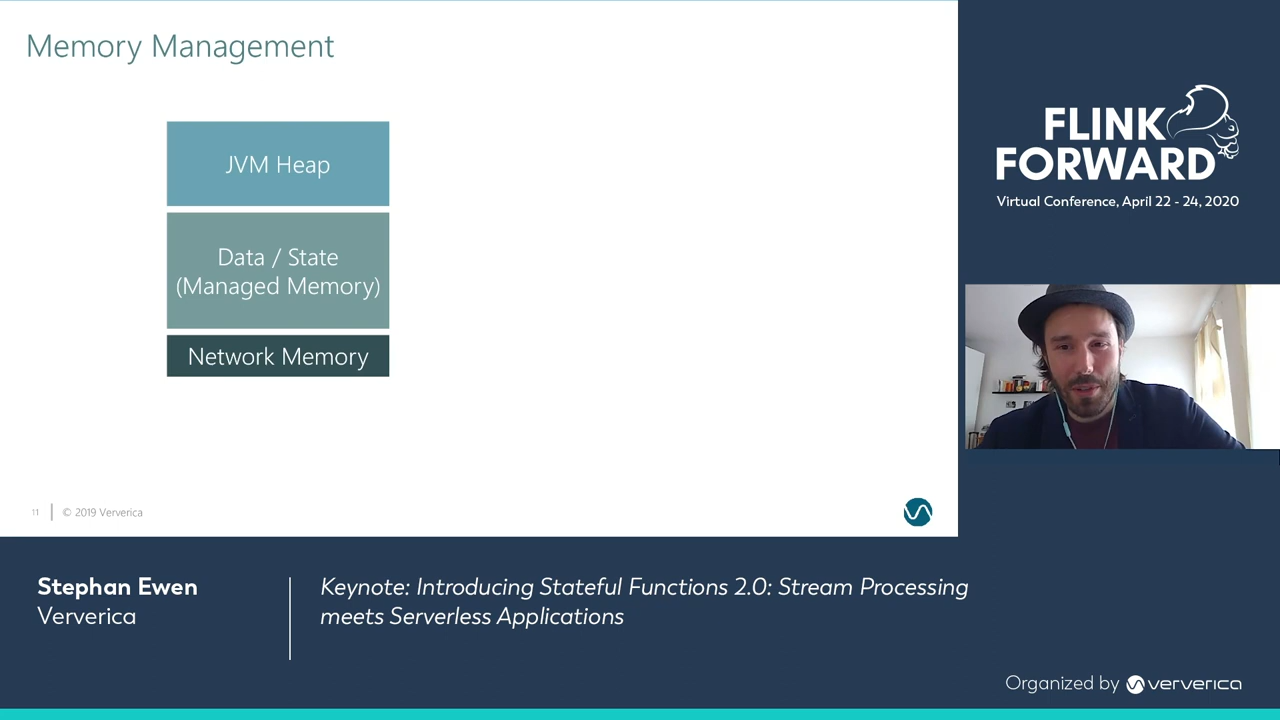 Memory Management
JVM Heap
Data / State
(Managed Memory)
Network Memory
11
© 2019 Ververica
FLINK
FORWARD
Virtual Conference, April 22 - 24, 2020
Stephan Ewen
Ververica
Keynote: Introducing Stateful Functions 2.0: Stream Processing
meets Serverless Applications
Organized by ververica